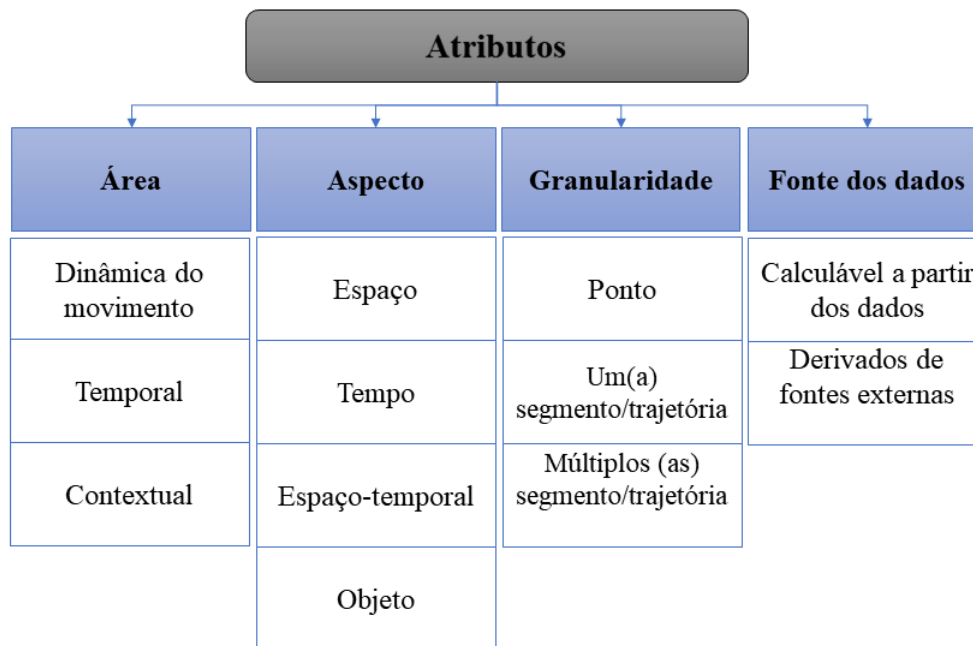 Atributos
Área
Dinâmica do
movimento
Temporal
Contextual
Aspecto
Espaço
Tempo
Espaço-temporal
Objeto
Granularidade
Ponto
Um(a)
segmento/trajetória
Múltiplos (as)
segmento/trajetória
Fonte dos dados
Calculável a partir
dos dados
Derivados de
fontes externas